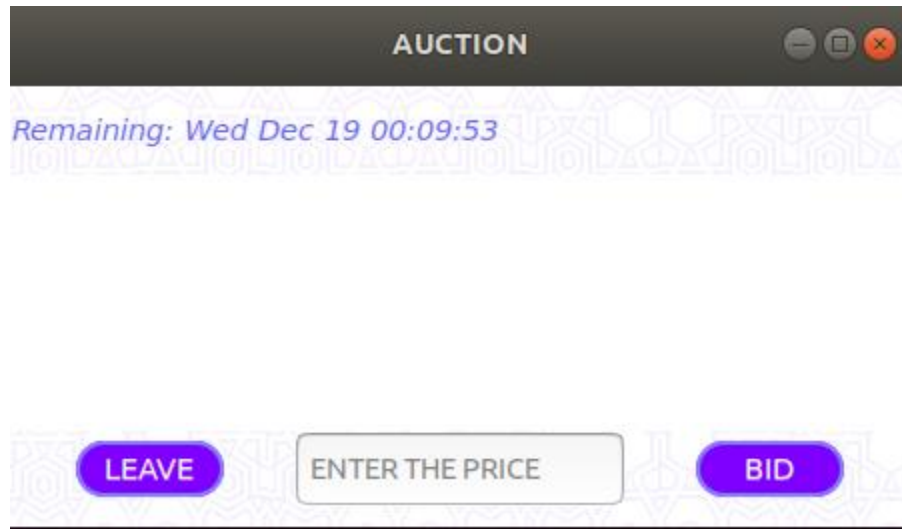 AUCTION
Remaining: Wed Dec 19 00:09:53
LEAVE ENTER THE PRICE BID